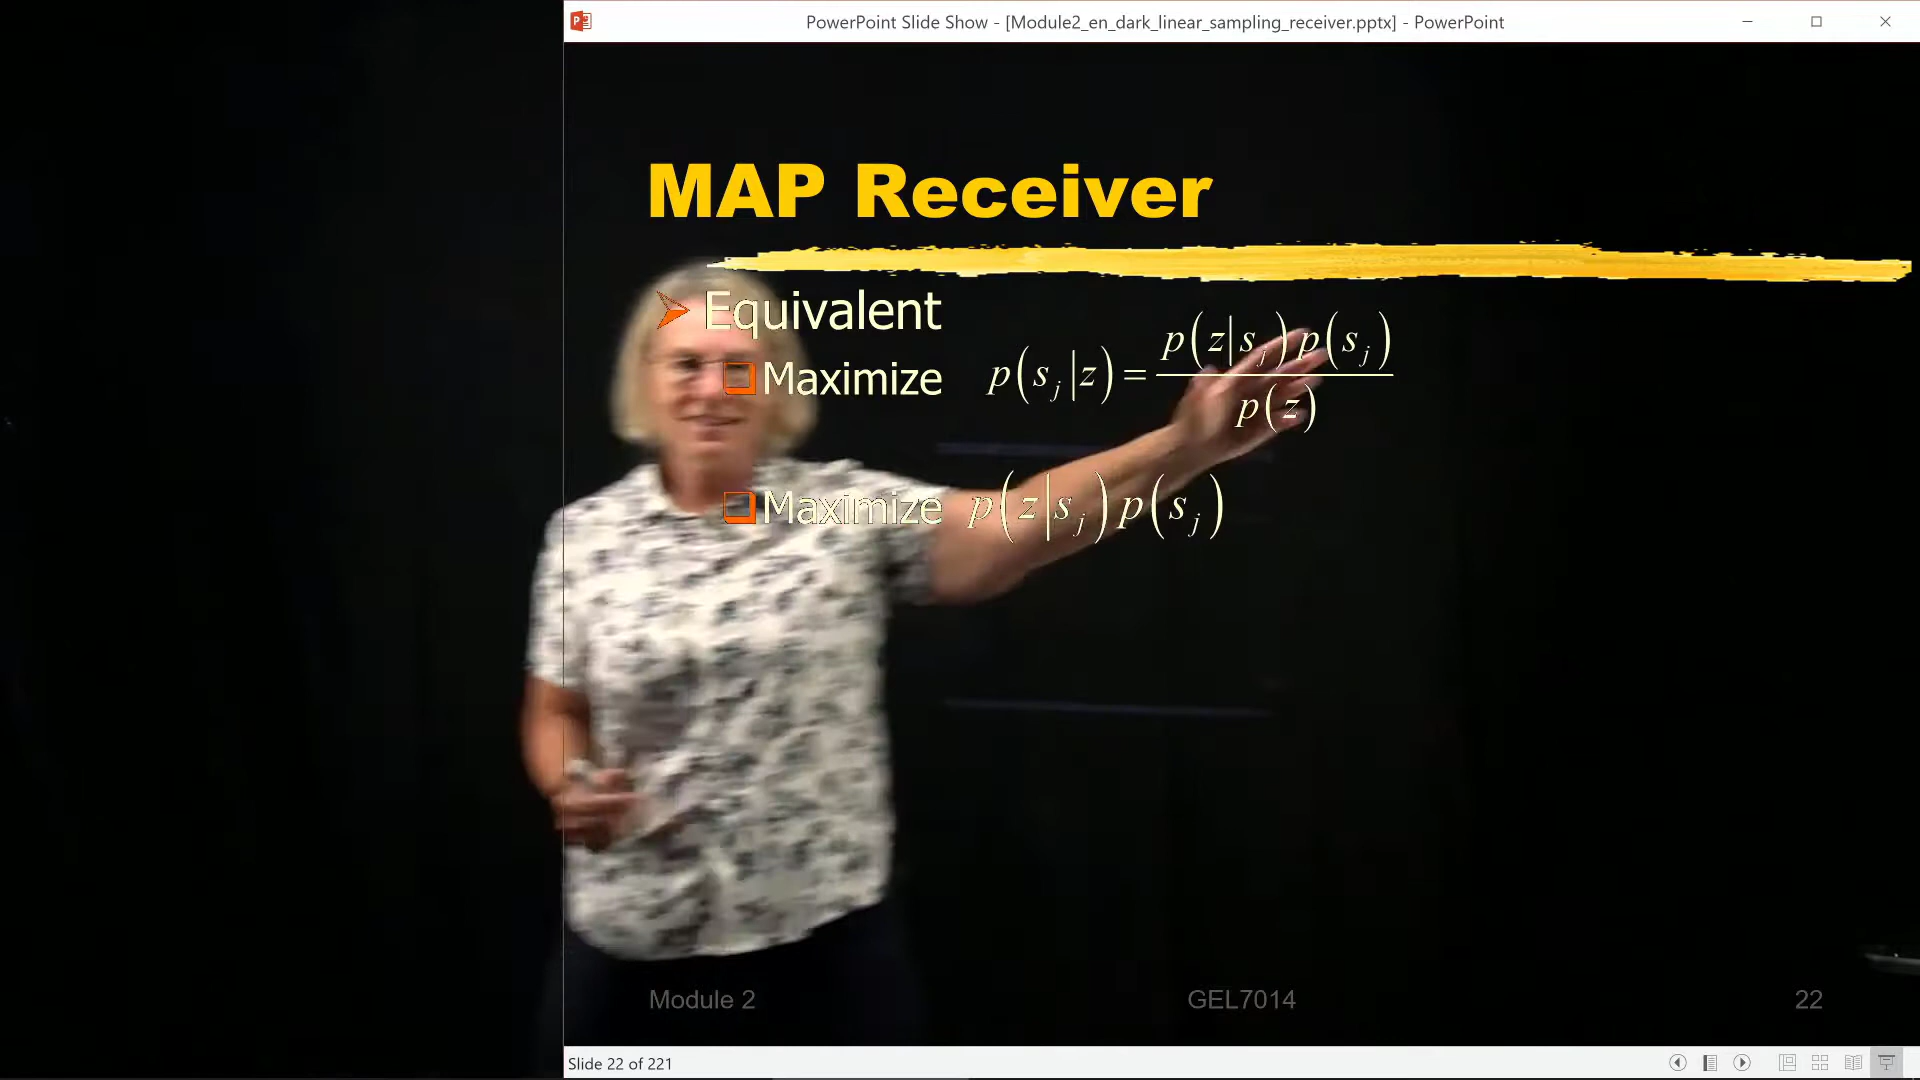 PowerPoint Slide Show - [Module2_en_dark_linear_sampling_receiver.pptx] - PowerPoint
MAP Receiver
Equivalent
Maximize p(s_j|z) = p(z|s_j)p(s_j) / p(z)
Maximize p(z|s_j)p(s_j)
Module 2 GEL7014 22
Slide 22 of 221